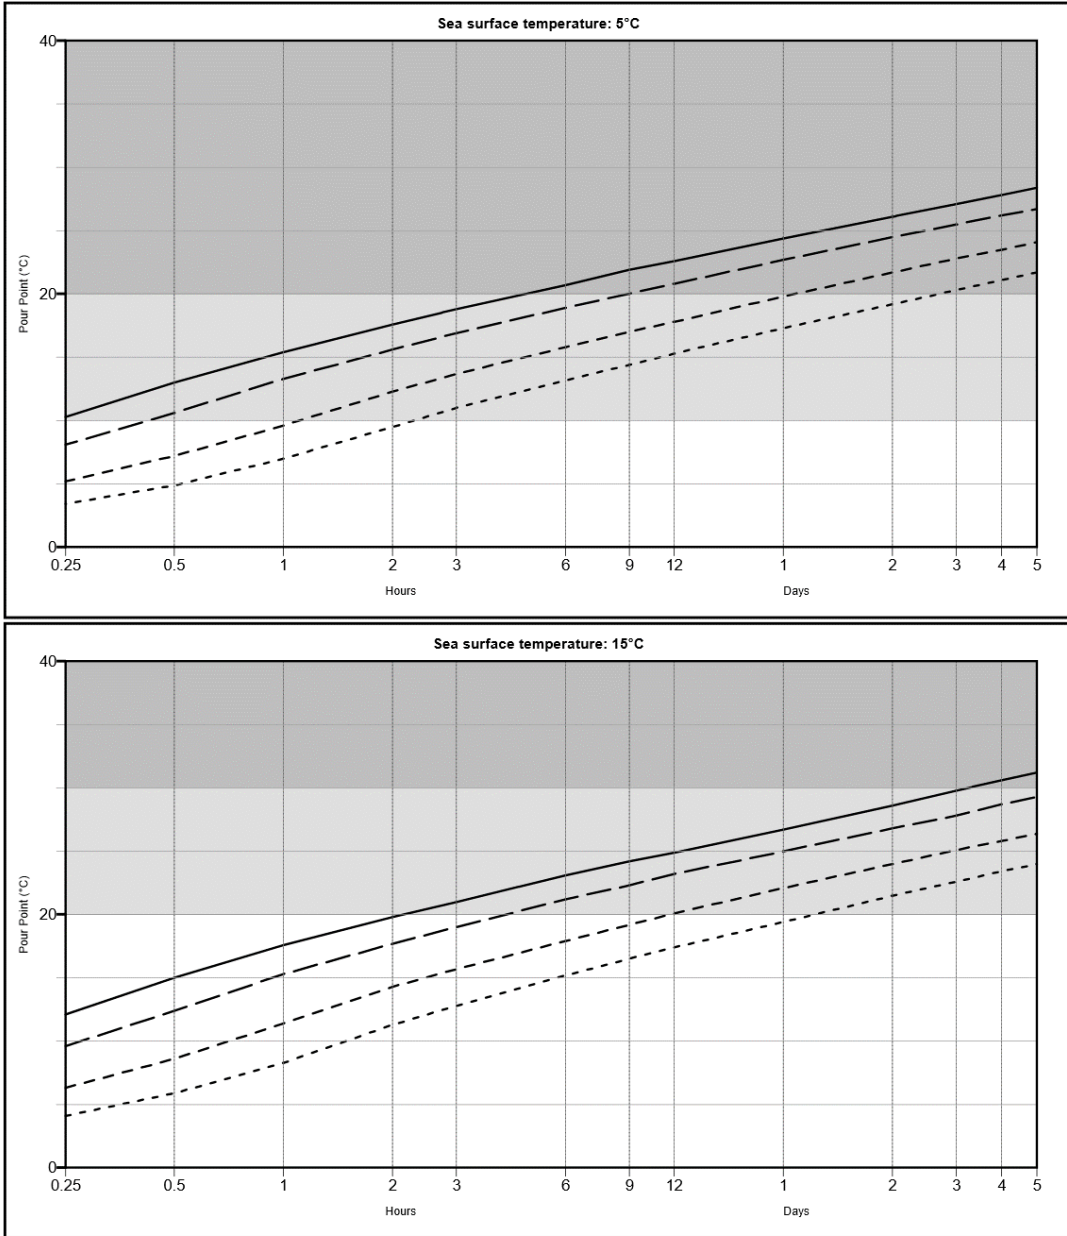 Sea surface temperature: 5°C
40
20
0
Pour Point (°C)
0.25 0.5 1 2 3 6 9 12 1 2 3 4 5
Hours Days
Sea surface temperature: 15°C
40
20
0
Pour Point (°C)
0.25 0.5 1 2 3 6 9 12 1 2 3 4 5
Hours Days